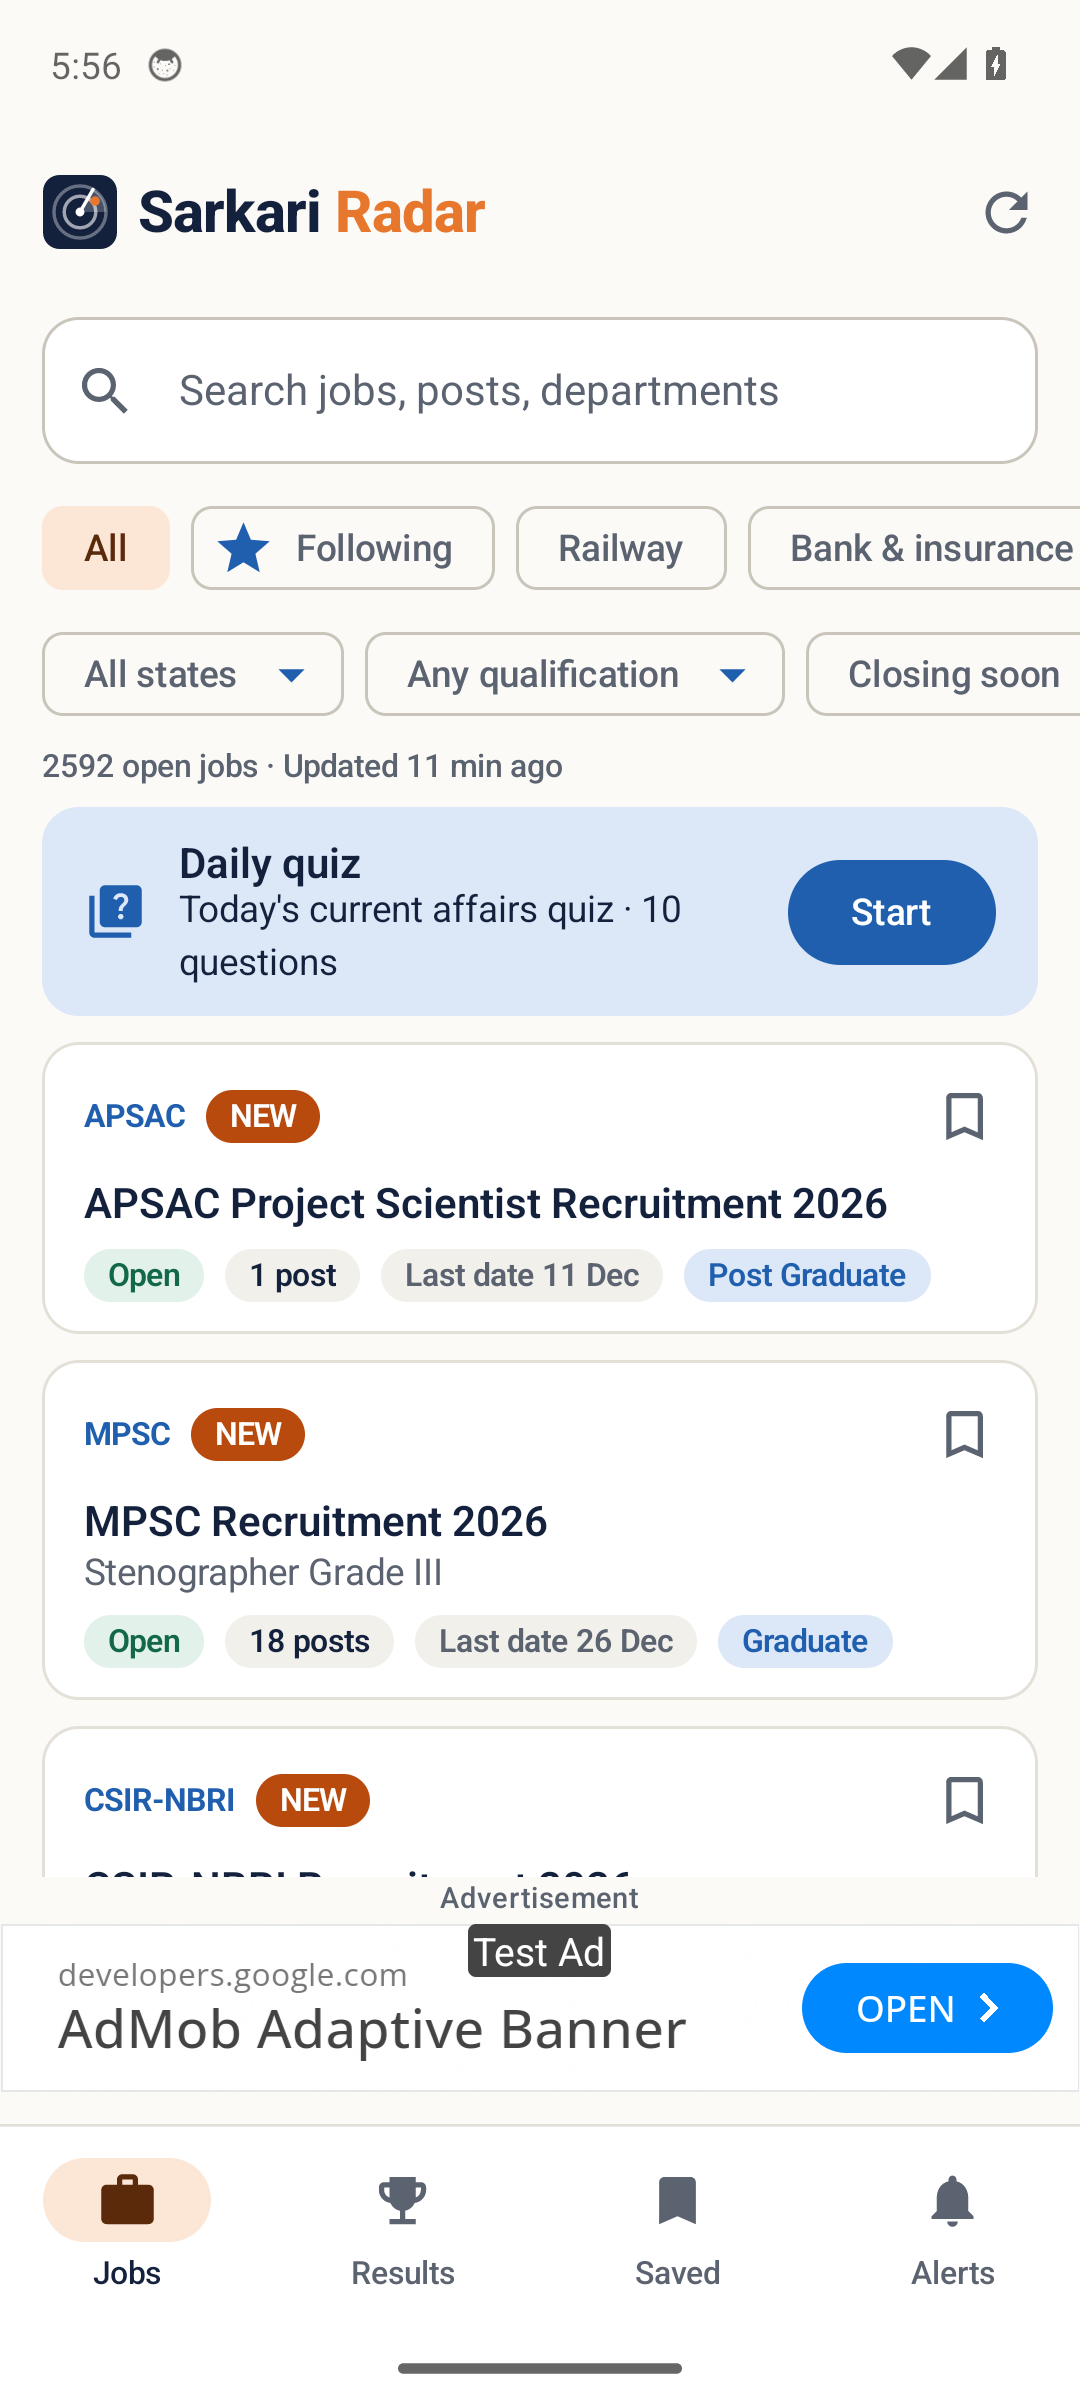 5:56
Sarkari Radar
Search jobs, posts, departments
All
Following
Railway
Bank & insurance
All states
Any qualification
Closing soon
2592 open jobs · Updated 11 min ago
Daily quiz
Today's current affairs quiz · 10
questions
Start
APSAC NEW
APSAC Project Scientist Recruitment 2026
Open 1 post Last date 11 Dec Post Graduate
MPSC NEW
MPSC Recruitment 2026
Stenographer Grade III
Open 18 posts Last date 26 Dec Graduate
CSIR-NBRI NEW
CSIR-NBRI Recruitment 2026
Advertisement
Test Ad
developers.google.com
AdMob Adaptive Banner
OPEN
Jobs
Results
Saved
Alerts